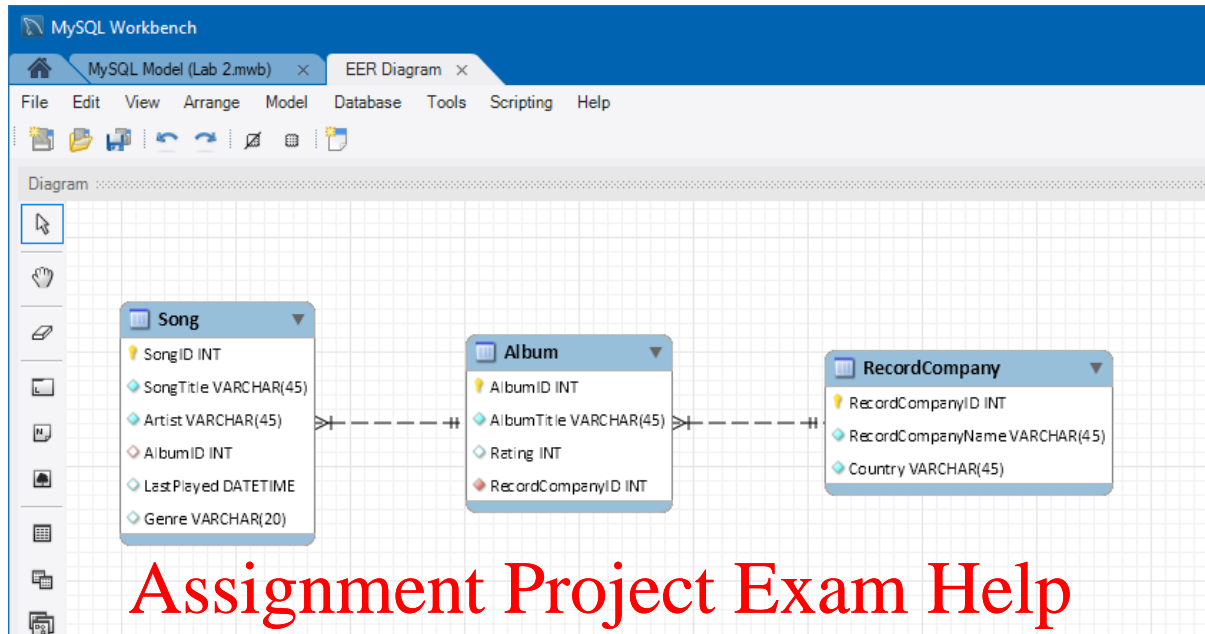 MySQL Workbench
MySQL Model (Lab 2.mwb) × EER Diagram ×
File Edit View Arrange Model Database Tools Scripting Help
Diagram
Song
SongID INT
SongTitle VARCHAR(45)
Artist VARCHAR(45)
AlbumID INT
LastPlayed DATETIME
Genre VARCHAR(20)
Album
AlbumID INT
AlbumTitle VARCHAR(45)
Rating INT
RecordCompanyID INT
RecordCompany
RecordCompanyID INT
RecordCompanyName VARCHAR(45)
Country VARCHAR(45)
Assignment Project Exam Help